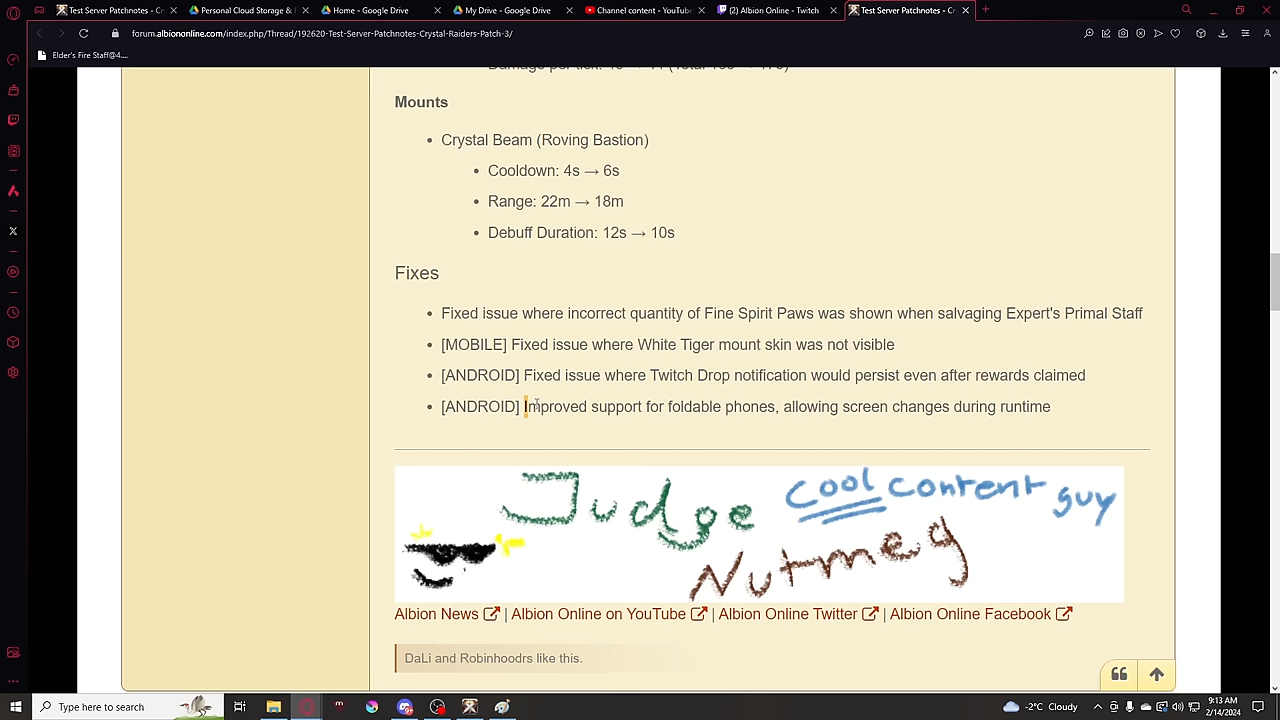 Test Server Patchnotes - C
Personal Cloud Storage &
Home - Google Drive
My Drive - Google Drive
Channel content - YouTub
(2) Albion Online - Twitch
Test Server Patchnotes - C
forum.albiononline.com/index.php/Thread/192620-Test-Server-Patchnotes-Crystal-Raiders-Patch-3/
Elder's Fire Staff@4....
Mounts
Crystal Beam (Roving Bastion)
Cooldown: 4s → 6s
Range: 22m → 18m
Debuff Duration: 12s → 10s
Fixes
Fixed issue where incorrect quantity of Fine Spirit Paws was shown when salvaging Expert's Primal Staff
[MOBILE] Fixed issue where White Tiger mount skin was not visible
[ANDROID] Fixed issue where Twitch Drop notification would persist even after rewards claimed
[ANDROID] Improved support for foldable phones, allowing screen changes during runtime
Judge cool content guy
Nutmeg
Albion News | Albion Online on YouTube | Albion Online Twitter | Albion Online Facebook
DaLi and Robinhoodrs like this.
Type here to search
-2°C Cloudy
9:13 AM
2/14/2024